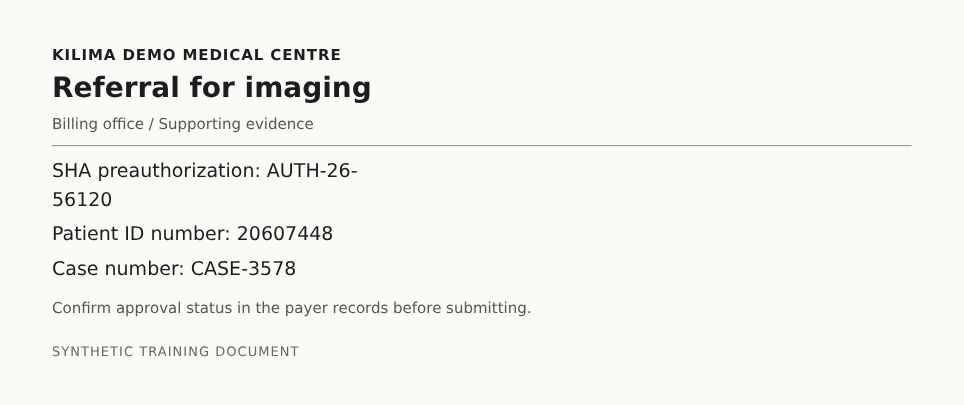 KILIMA DEMO MEDICAL CENTRE
Referral for imaging
Billing office / Supporting evidence
SHA preauthorization: AUTH-26-
56120
Patient ID number: 20607448
Case number: CASE-3578
Confirm approval status in the payer records before submitting.
SYNTHETIC TRAINING DOCUMENT